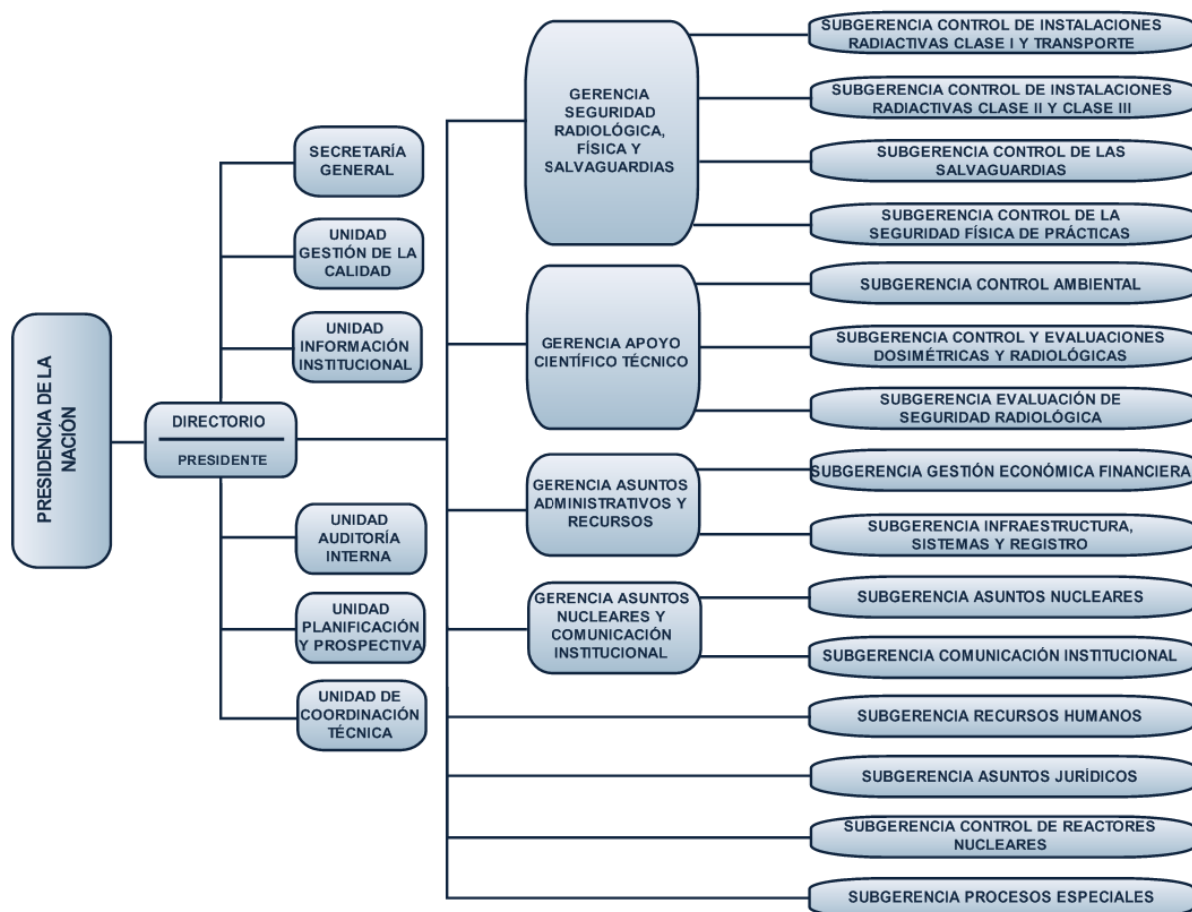 PRESIDENCIA DE LA
NACIÓN
DIRECTORIO
PRESIDENTE
SECRETARÍA
GENERAL
UNIDAD
GESTIÓN DE LA
CALIDAD
UNIDAD
INFORMACIÓN
INSTITUCIONAL
UNIDAD
AUDITORÍA
INTERNA
UNIDAD
PLANIFICACIÓN
Y PROSPECTIVA
UNIDAD DE
COORDINACIÓN
TÉCNICA
GERENCIA
SEGURIDAD
RADIOLÓGICA,
FÍSICA Y
SALVAGUARDIAS
SUBGERENCIA CONTROL DE INSTALACIONES
RADIACTIVAS CLASE I Y TRANSPORTE
SUBGERENCIA CONTROL DE INSTALACIONES
RADIACTIVAS CLASE II Y CLASE III
SUBGERENCIA CONTROL DE LAS
SALVAGUARDIAS
SUBGERENCIA CONTROL DE LA
SEGURIDAD FÍSICA DE PRÁCTICAS
GERENCIA APOYO
CIENTÍFICO TÉCNICO
SUBGERENCIA CONTROL AMBIENTAL
SUBGERENCIA CONTROL Y EVALUACIONES
DOSIMÉTRICAS Y RADIOLÓGICAS
SUBGERENCIA EVALUACIÓN DE
SEGURIDAD RADIOLÓGICA
GERENCIA ASUNTOS
ADMINISTRATIVOS Y
RECURSOS
SUBGERENCIA GESTIÓN ECONÓMICA FINANCIERA
SUBGERENCIA INFRAESTRUCTURA,
SISTEMAS Y REGISTRO
GERENCIA ASUNTOS
NUCLEARES Y
COMUNICACIÓN
INSTITUCIONAL
SUBGERENCIA ASUNTOS NUCLEARES
SUBGERENCIA COMUNICACIÓN INSTITUCIONAL
SUBGERENCIA RECURSOS HUMANOS
SUBGERENCIA ASUNTOS JURÍDICOS
SUBGERENCIA CONTROL DE REACTORES
NUCLEARES
SUBGERENCIA PROCESOS ESPECIALES